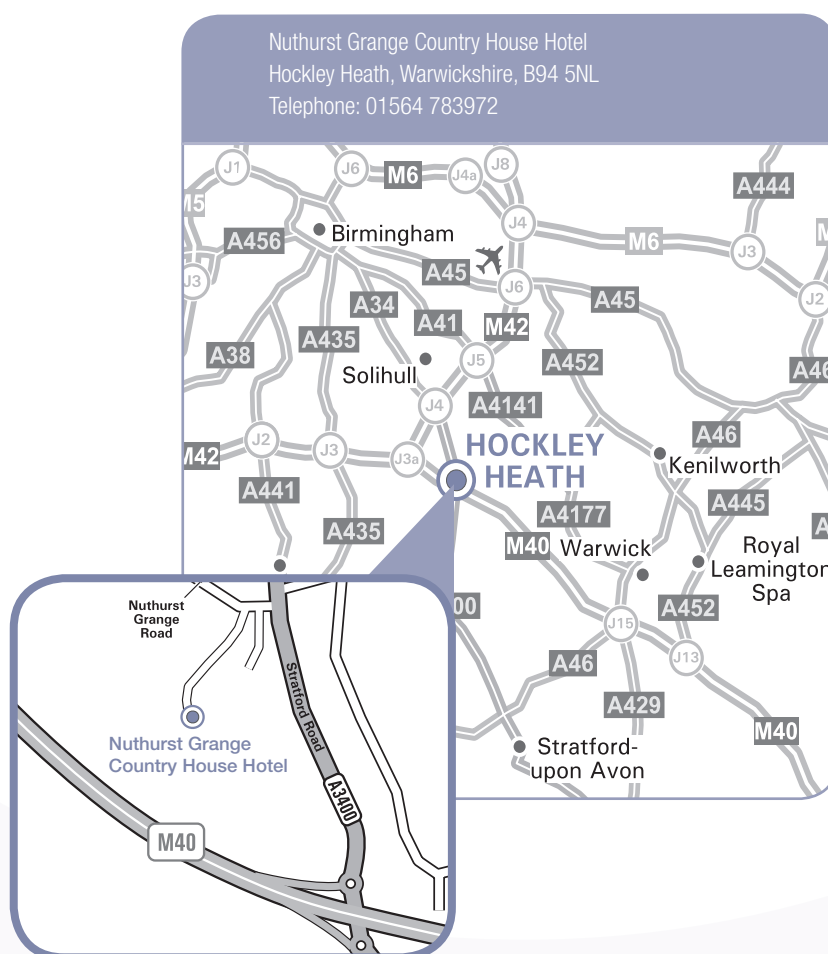 Nuthurst Grange Country House Hotel
Hockley Heath, Warwickshire, B94 5NL
Telephone: 01564 783972
J1
J6
M6
J4a
J8
A444
M5
J4
A456
Birmingham
M6
J3
J3
A45
J6
A45
J2
A34
A41
M42
A435
A38
Solihull
J5
A452
A46
J4
A4141
A46
M42
J2
J3
J3a
HOCKLEY
HEATH
Kenilworth
A441
A435
A4177
A445
M40
Warwick
Royal
Leamington
Spa
00
A452
J15
J13
A46
A429
M40
Stratford-
upon Avon
Nuthurst
Grange
Road
Stratford Road
Nuthurst Grange
Country House Hotel
A3400
M40